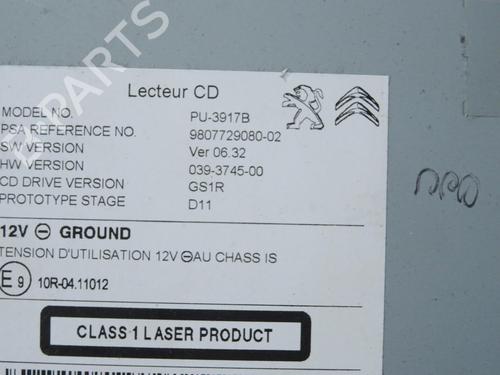 Lecteur CD
MODEL NO. PU-3917B
PSA REFERENCE NO. 9807729080-02
SW VERSION Ver 06.32
HW VERSION 039-3745-00
CD DRIVE VERSION GS1R
PROTOTYPE STAGE D11
12V ⊖ GROUND
TENSION D'UTILISATION 12V ⊖AU CHASS IS
E9 10R-04.11012
CLASS 1 LASER PRODUCT